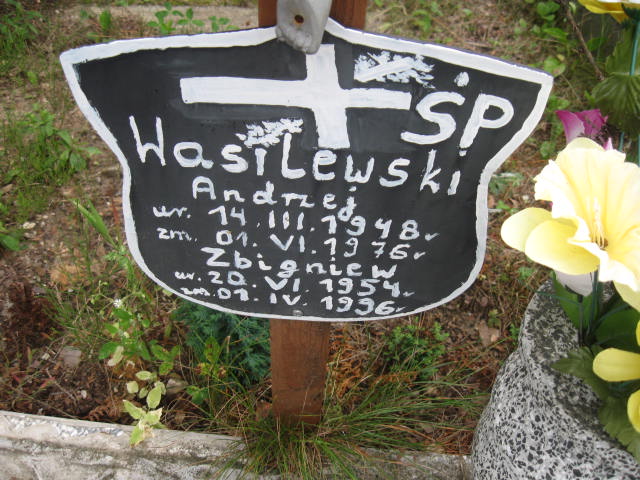 ŚP
Wasilewski
Andrzej
ur. 14.III.1948r
zm. 01.VI.1976r
Zbigniew
ur. 20.VI.1954r
zm. 01.IV.1996r